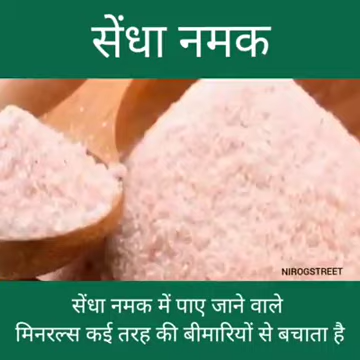 सेंधा नमक
NIROGSTREET
सेंधा नमक में पाए जाने वाले
मिनरल्स कई तरह की बीमारियों से बचाता है